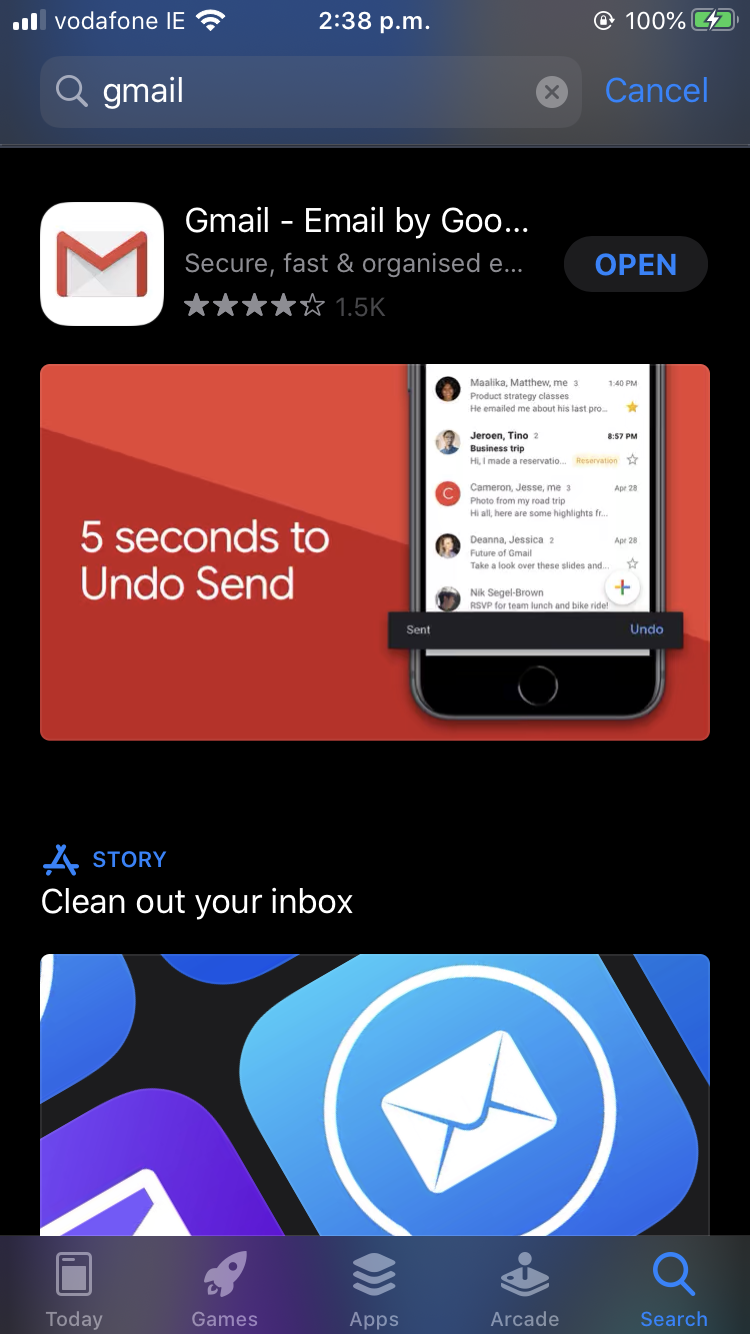 vodafone IE
2:38 p.m.
100%
gmail
Cancel
Gmail - Email by Goo...
Secure, fast & organised e...
OPEN
1.5K
5 seconds to
Undo Send
Maalika, Matthew, me 3 1:40 PM
Product strategy classes
He emailed me about his last pro...
Jeroen, Tino 2 8:57 PM
Business trip
Hi, I made a reservatio... Reservation
C
Cameron, Jesse, me 3 Apr 28
Photo from my road trip
Hi all, here are some highlights fr...
Deanna, Jessica 2 Apr 28
Future of Gmail
Take a look over these slides and...
Nik Segel-Brown
RSVP for team lunch and bike ride!
Sent Undo
STORY
Clean out your inbox
Today Games Apps Arcade Search